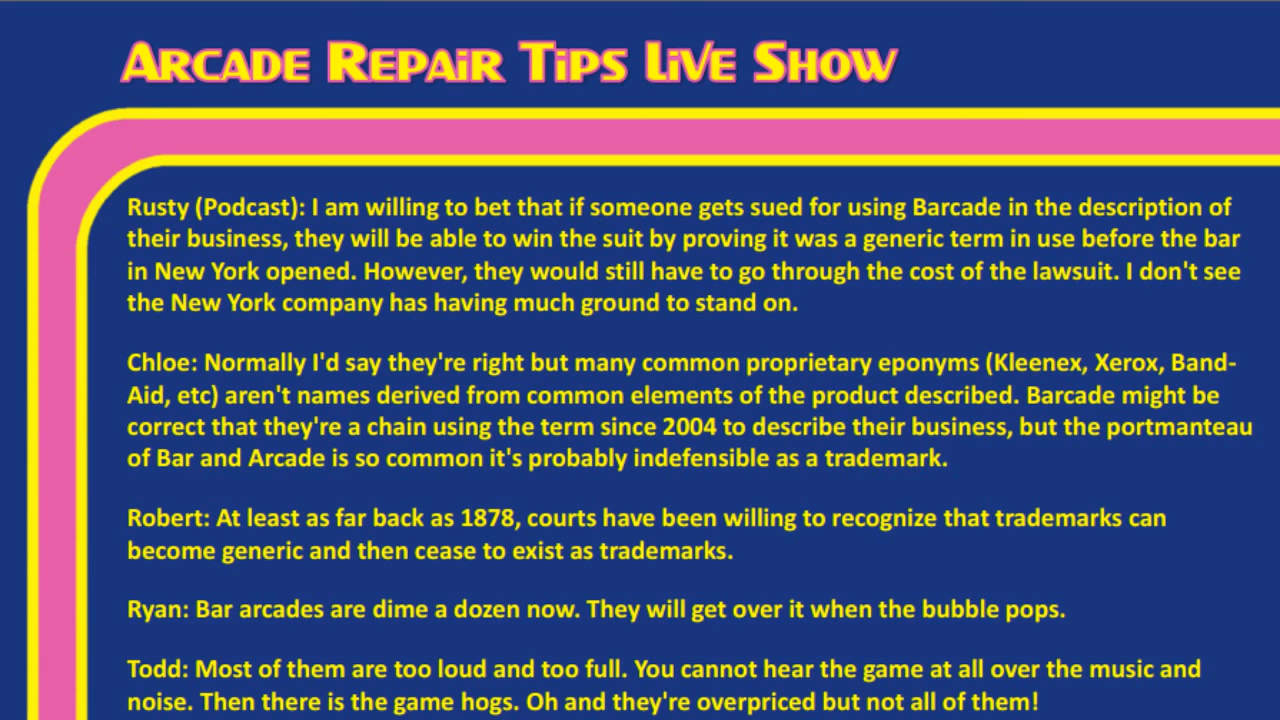 Arcade Repair Tips Live Show
Rusty (Podcast): I am willing to bet that if someone gets sued for using Barcade in the description of
their business, they will be able to win the suit by proving it was a generic term in use before the bar
in New York opened. However, they would still have to go through the cost of the lawsuit. I don't see
the New York company has having much ground to stand on.
Chloe: Normally I'd say they're right but many common proprietary eponyms (Kleenex, Xerox, Band-
Aid, etc) aren't names derived from common elements of the product described. Barcade might be
correct that they're a chain using the term since 2004 to describe their business, but the portmanteau
of Bar and Arcade is so common it's probably indefensible as a trademark.
Robert: At least as far back as 1878, courts have been willing to recognize that trademarks can
become generic and then cease to exist as trademarks.
Ryan: Bar arcades are dime a dozen now. They will get over it when the bubble pops.
Todd: Most of them are too loud and too full. You cannot hear the game at all over the music and
noise. Then there is the game hogs. Oh and they're overpriced but not all of them!